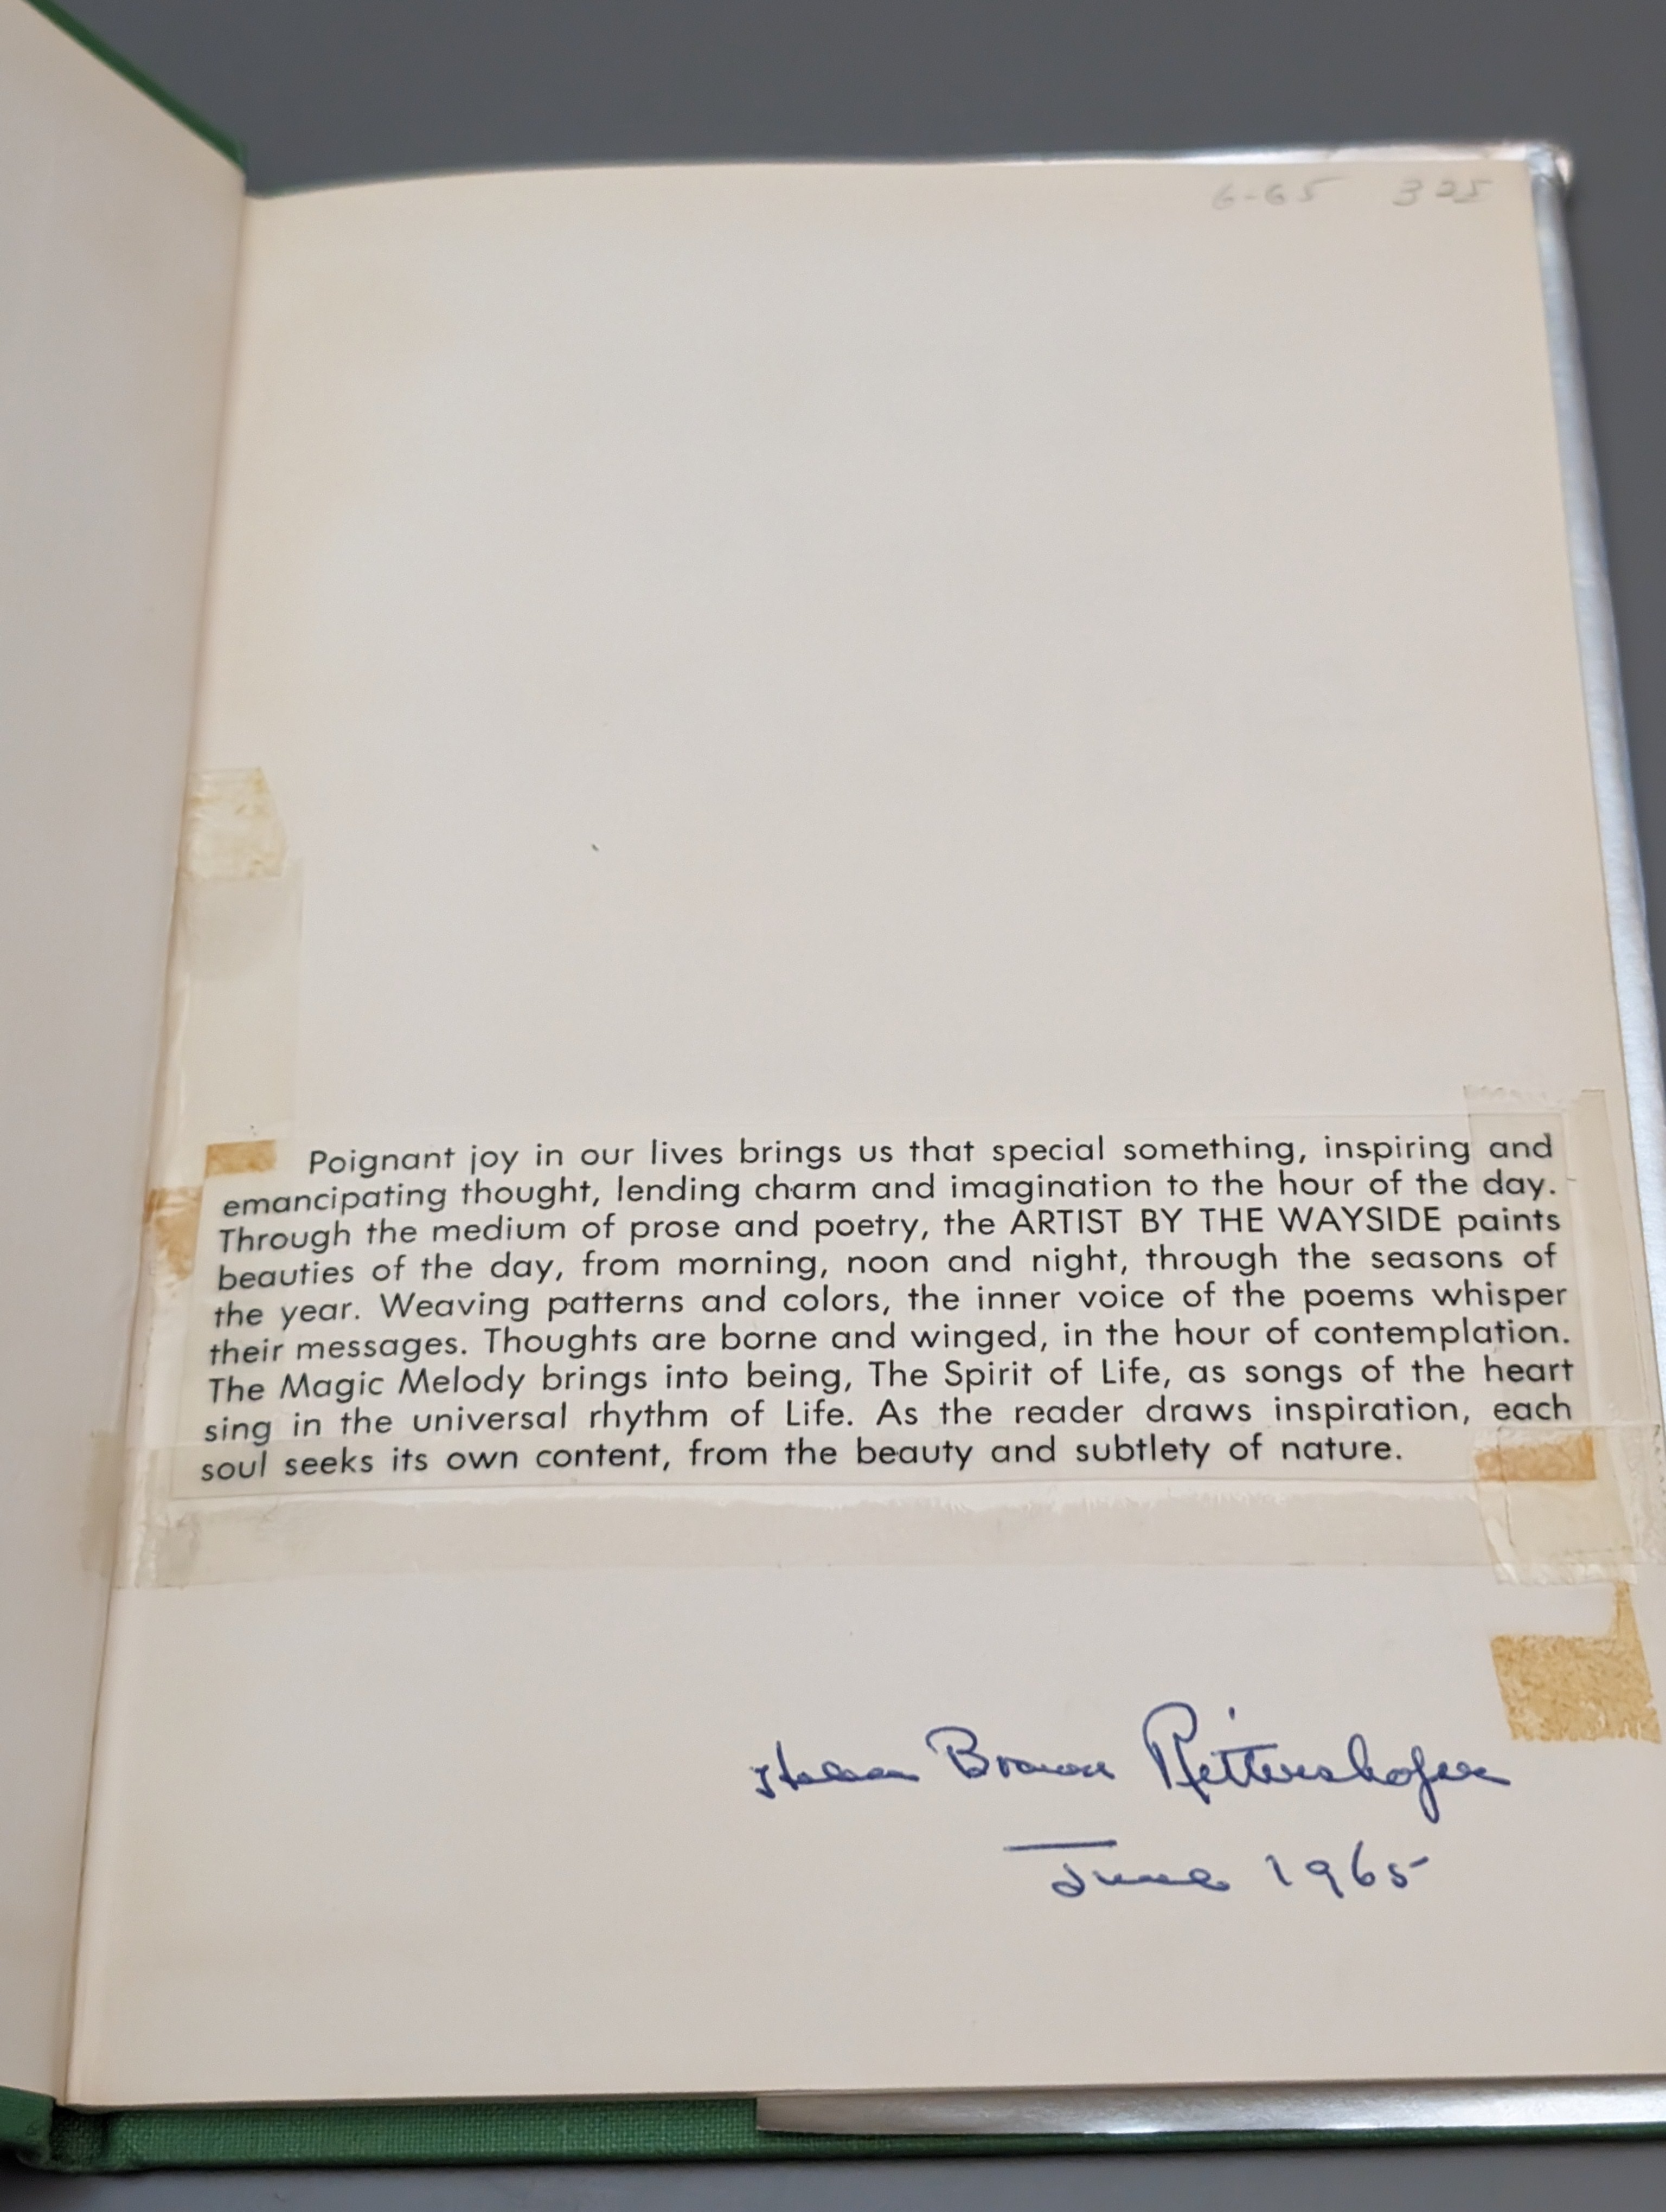 6-65 325
Poignant joy in our lives brings us that special something, inspiring and
emancipating thought, lending charm and imagination to the hour of the day.
Through the medium of prose and poetry, the ARTIST BY THE WAYSIDE paints
beauties of the day, from morning, noon and night, through the seasons of
the year. Weaving patterns and colors, the inner voice of the poems whisper
their messages. Thoughts are borne and winged, in the hour of contemplation.
The Magic Melody brings into being, The Spirit of Life, as songs of the heart
sing in the universal rhythm of Life. As the reader draws inspiration, each
soul seeks its own content, from the beauty and subtlety of nature.
Helen Brown
June 1965